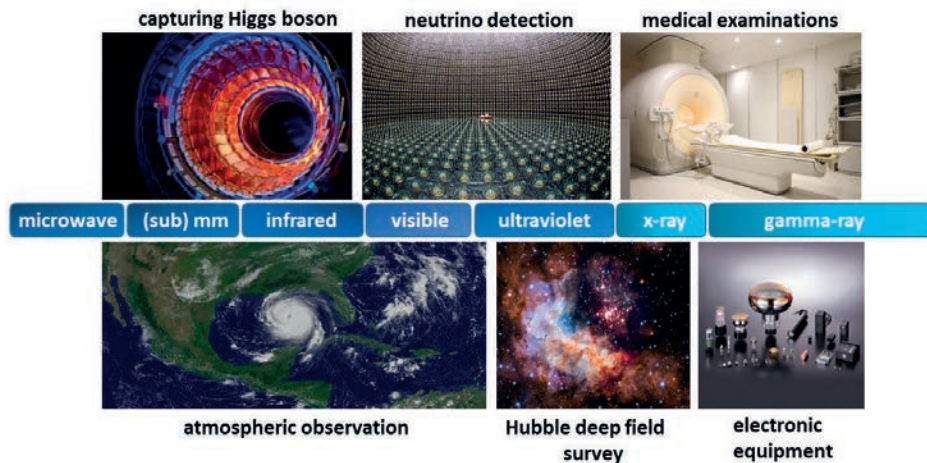 capturing Higgs boson
neutrino detection
medical examinations
microwave
(sub) mm
infrared
visible
ultraviolet
x-ray
gamma-ray
atmospheric observation
Hubble deep field
survey
electronic
equipment